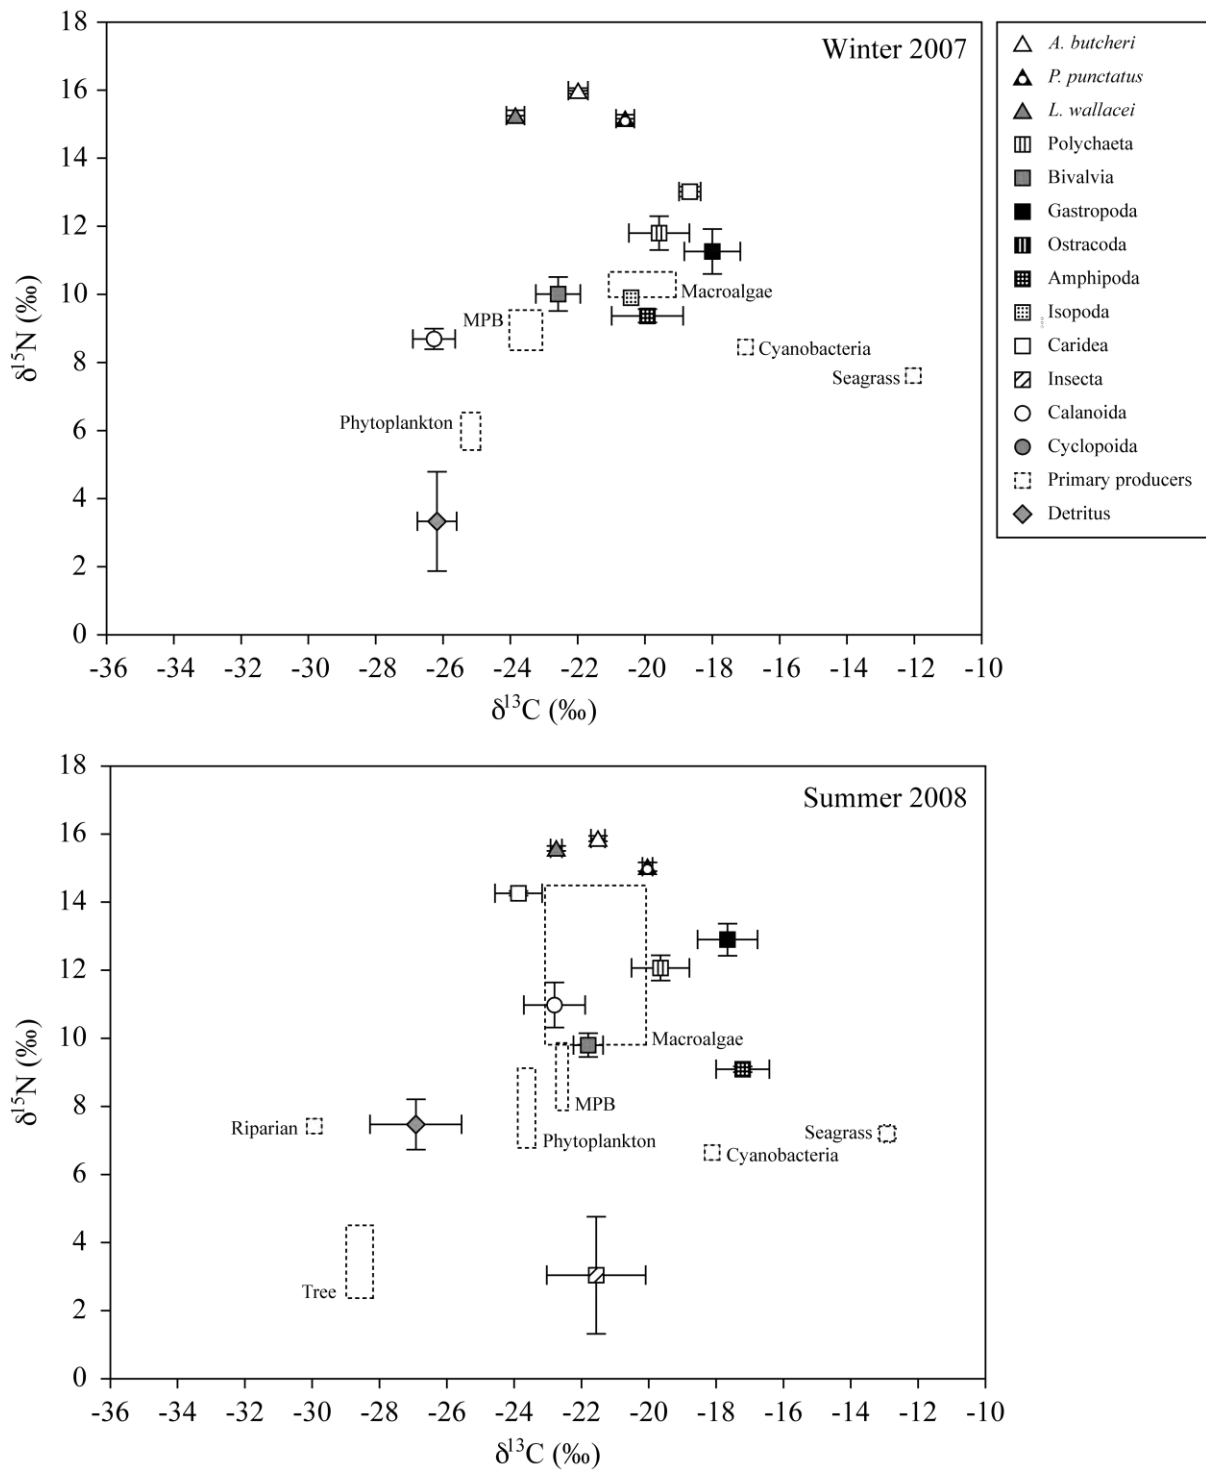 Winter 2007
18
16
14
12
10
8
6
4
2
0
δ15N (‰)
MPB
Macroalgae
Cyanobacteria
Seagrass
Phytoplankton
-36 -34 -32 -30 -28 -26 -24 -22 -20 -18 -16 -14 -12 -10
δ13C (‰)
A. butcheri
P. punctatus
L. wallacei
Polychaeta
Bivalvia
Gastropoda
Ostracoda
Amphipoda
Isopoda
Caridea
Insecta
Calanoida
Cyclopoida
Primary producers
Detritus
Summer 2008
18
16
14
12
10
8
6
4
2
0
δ15N (‰)
Macroalgae
MPB
Riparian
Phytoplankton
Seagrass
Cyanobacteria
Tree
-36 -34 -32 -30 -28 -26 -24 -22 -20 -18 -16 -14 -12 -10
δ13C (‰)